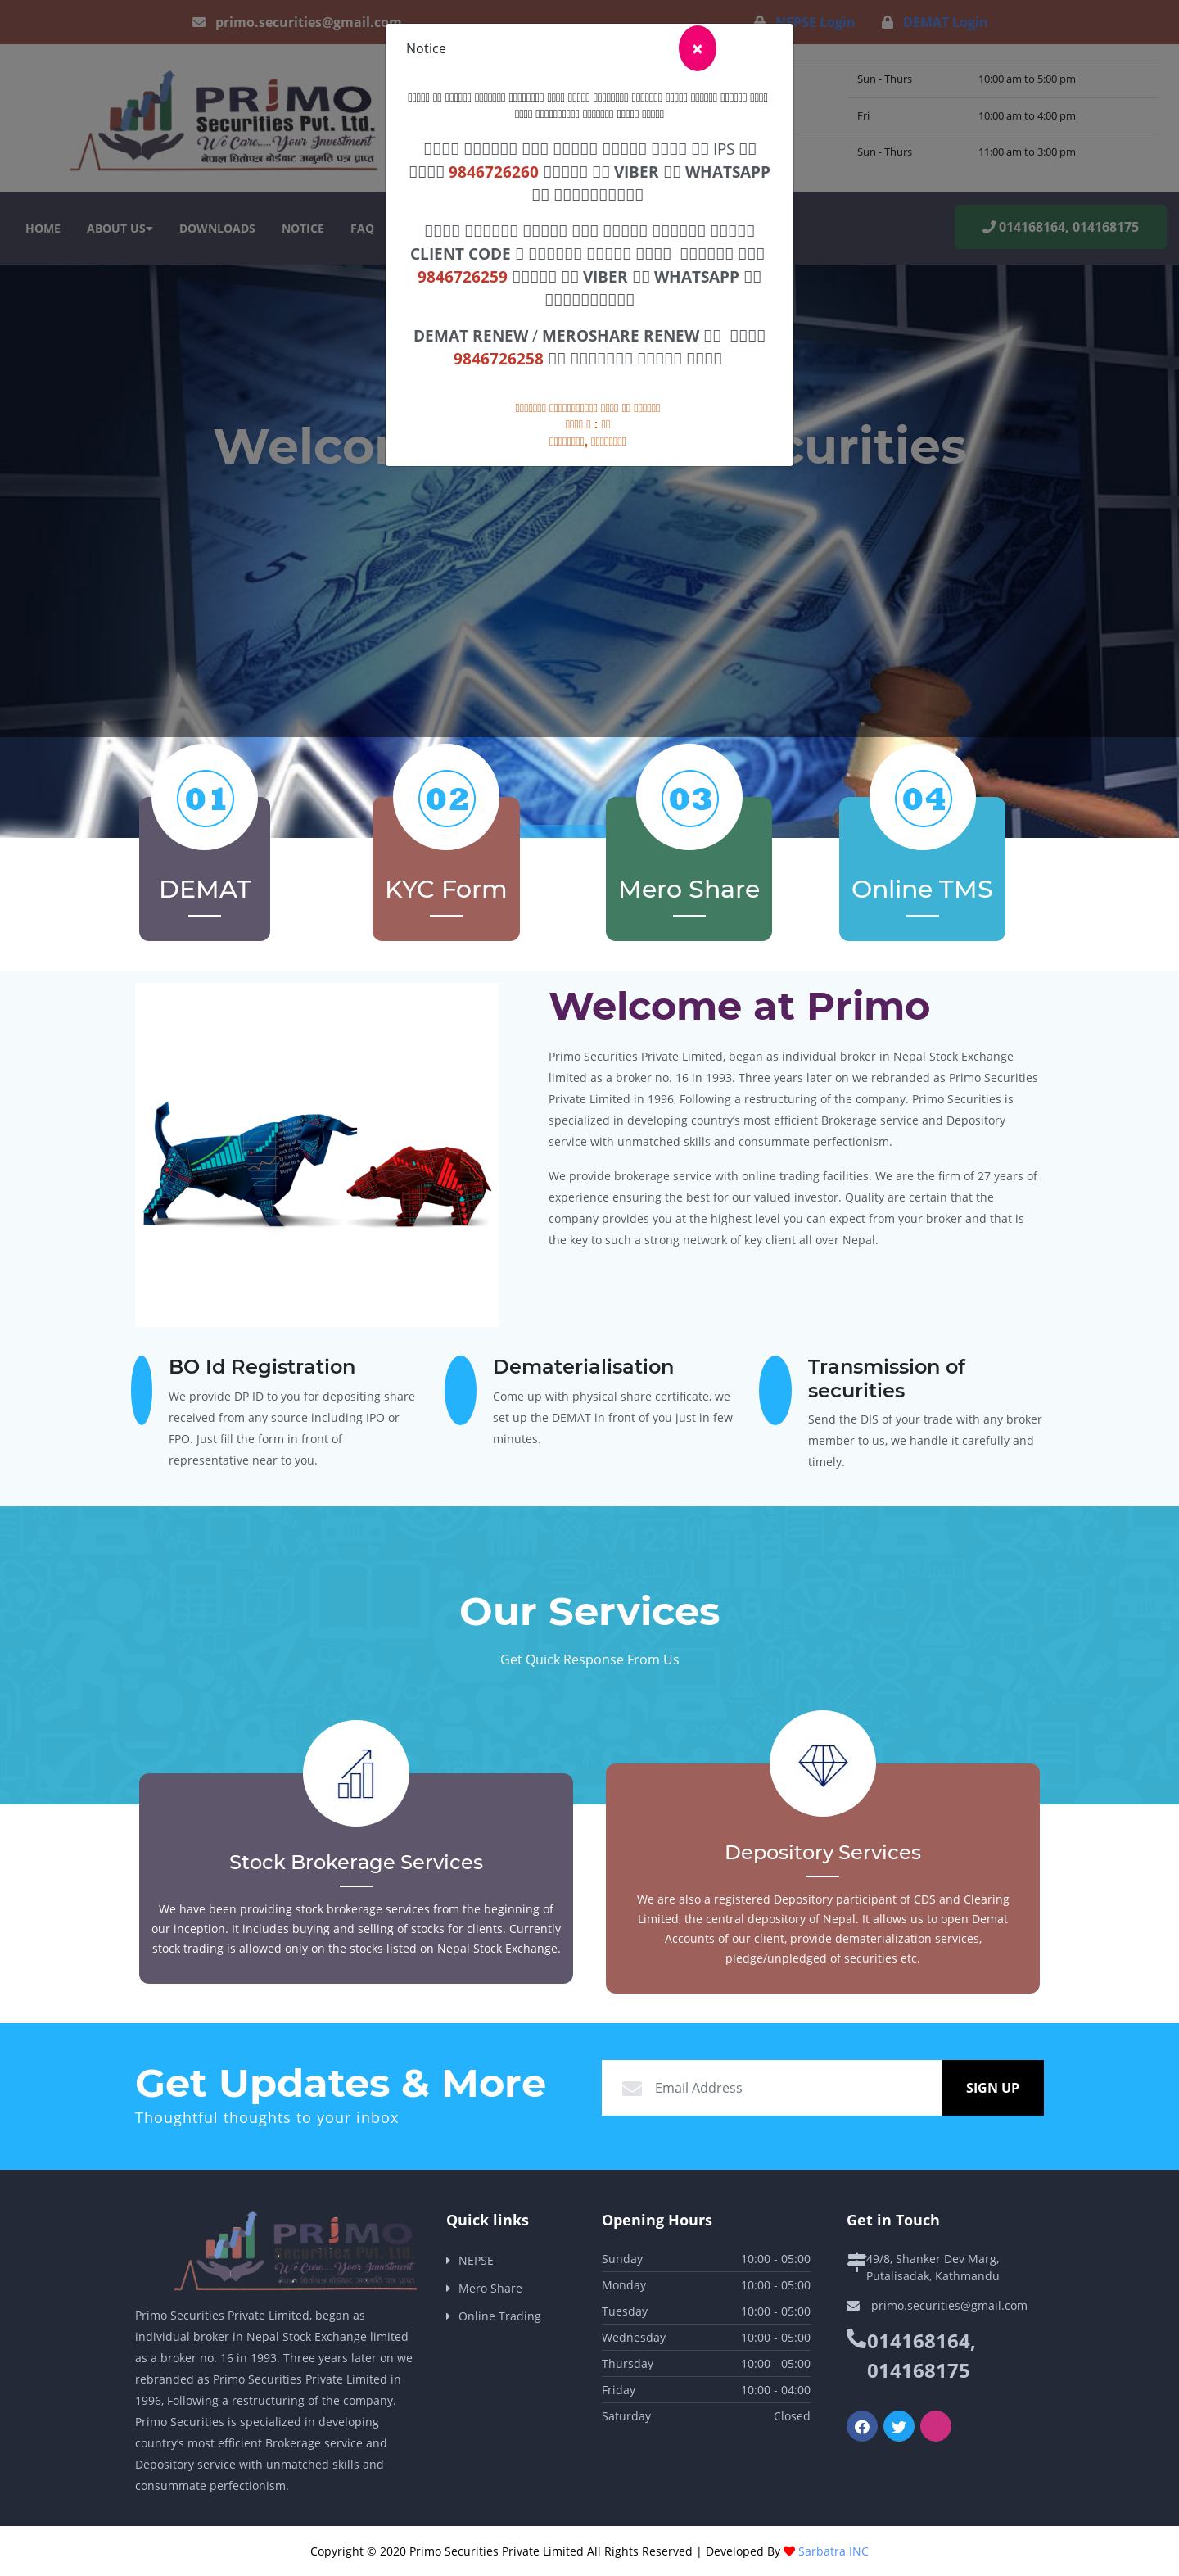 primo.securities@gmail.com
NEPSE Login
DEMAT Login
PRIMO
Securities Pvt. Ltd.
We Care....Your Investment
नेपाल धितोपत्र बोर्डबाट अनुमति पत्र प्राप्त
Sun - Thurs 10:00 am to 5:00 pm
Fri 10:00 am to 4:00 pm
Sun - Thurs 11:00 am to 3:00 pm
HOME ABOUT US DOWNLOADS NOTICE FAQ
014168164, 014168175
Notice
×
IPS
9846726260 VIBER WHATSAPP
CLIENT CODE
9846726259 VIBER WHATSAPP
DEMAT RENEW / MEROSHARE RENEW
9846726258
:
,
01
02
03
04
DEMAT
KYC Form
Mero Share
Online TMS
Welcome at Primo
Primo Securities Private Limited, began as individual broker in Nepal Stock Exchange
limited as a broker no. 16 in 1993. Three years later on we rebranded as Primo Securities
Private Limited in 1996, Following a restructuring of the company. Primo Securities is
specialized in developing country’s most efficient Brokerage service and Depository
service with unmatched skills and consummate perfectionism.
We provide brokerage service with online trading facilities. We are the firm of 27 years of
experience ensuring the best for our valued investor. Quality are certain that the
company provides you at the highest level you can expect from your broker and that is
the key to such a strong network of key client all over Nepal.
BO Id Registration
We provide DP ID to you for depositing share
received from any source including IPO or
FPO. Just fill the form in front of
representative near to you.
Dematerialisation
Come up with physical share certificate, we
set up the DEMAT in front of you just in few
minutes.
Transmission of
securities
Send the DIS of your trade with any broker
member to us, we handle it carefully and
timely.
Our Services
Get Quick Response From Us
Stock Brokerage Services
We have been providing stock brokerage services from the beginning of
our inception. It includes buying and selling of stocks for clients. Currently
stock trading is allowed only on the stocks listed on Nepal Stock Exchange.
Depository Services
We are also a registered Depository participant of CDS and Clearing
Limited, the central depository of Nepal. It allows us to open Demat
Accounts of our client, provide dematerialization services,
pledge/unpledged of securities etc.
Get Updates & More
Thoughtful thoughts to your inbox
Email Address
SIGN UP
PRIMO
Securities Pvt. Ltd.
We Care....Your Investment
नेपाल धितोपत्र बोर्डबाट अनुमति पत्र प्राप्त
Primo Securities Private Limited, began as
individual broker in Nepal Stock Exchange limited
as a broker no. 16 in 1993. Three years later on we
rebranded as Primo Securities Private Limited in
1996, Following a restructuring of the company.
Primo Securities is specialized in developing
country’s most efficient Brokerage service and
Depository service with unmatched skills and
consummate perfectionism.
Quick links
NEPSE
Mero Share
Online Trading
Opening Hours
Sunday 10:00 - 05:00
Monday 10:00 - 05:00
Tuesday 10:00 - 05:00
Wednesday 10:00 - 05:00
Thursday 10:00 - 05:00
Friday 10:00 - 04:00
Saturday Closed
Get in Touch
49/8, Shanker Dev Marg,
Putalisadak, Kathmandu
primo.securities@gmail.com
014168164,
014168175
Copyright © 2020 Primo Securities Private Limited All Rights Reserved | Developed By Sarbatra INC